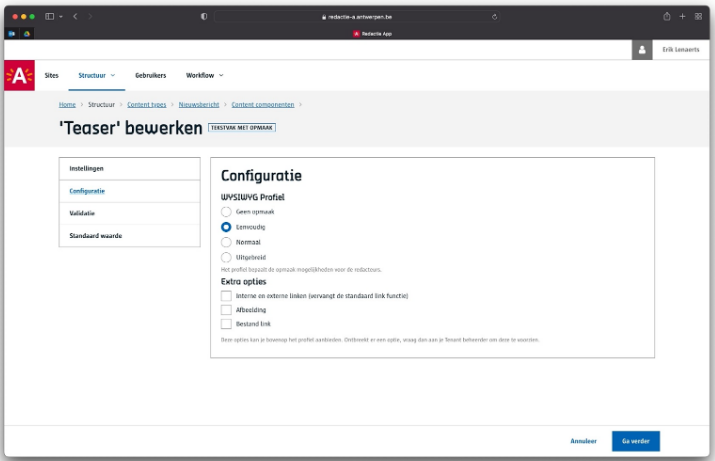 redactie-a.antwerpen.be
Redactie App
Erik Lenaerts
A
Sites
Structuur
Gebruikers
Workflow
Home > Structuur > Content types > Nieuwsbericht > Content componenten >
'Teaser' bewerken TEKSTVAK MET OPMAAK
Instellingen
Configuratie
Validatie
Standaard waarde
Configuratie
WYSIWYG Profiel
Geen opmaak
Eenvoudig
Normaal
Uitgebreid
Het profiel bepaalt de opmaak mogelijkheden voor de redacteurs.
Extra opties
Interne en externe linken (vervangt de standaard link functie)
Afbeelding
Bestand link
Deze opties kan je bovenop het profiel aanbieden. Ontbreekt er een optie, vraag dan aan je Tenant beheerder om deze te voorzien.
Annuleer
Ga verder